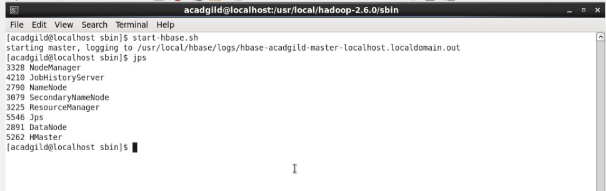 acadgild@localhost:/usr/local/hadoop-2.6.0/sbin
File Edit View Search Terminal Help
[acadgild@localhost sbin]$ start-hbase.sh
starting master, logging to /usr/local/hbase/logs/hbase-acadgild-master-localhost.localdomain.out
[acadgild@localhost sbin]$ jps
3328 NodeManager
4210 JobHistoryServer
2790 NameNode
3079 SecondaryNameNode
3225 ResourceManager
5546 Jps
2891 DataNode
5262 HMaster
[acadgild@localhost sbin]$